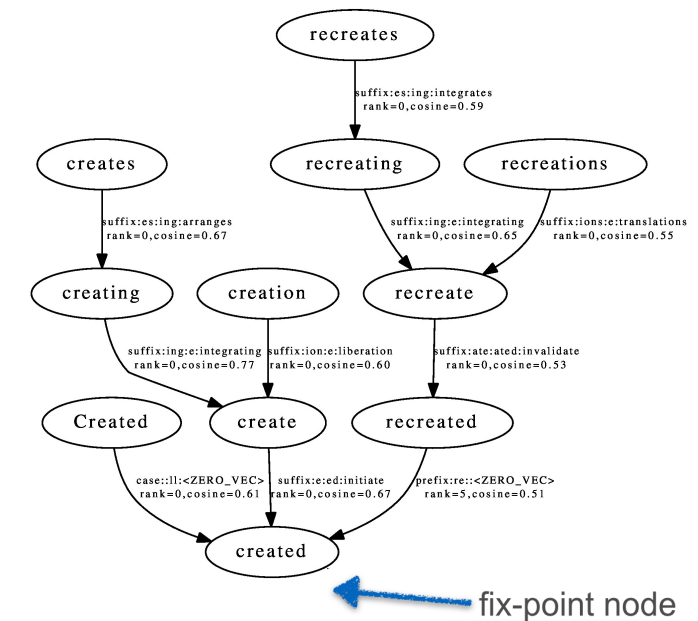 recreates
suffix:es:ing:integrates
rank=0,cosine=0.59
creates
recreating
recreations
suffix:es:ing:arranges
rank=0,cosine=0.67
suffix:ing:e:integrating
rank=0,cosine=0.65
suffix:ions:e:translations
rank=0,cosine=0.55
creating
creation
recreate
suffix:ing:e:integrating
rank=0,cosine=0.77
suffix:ion:e:liberation
rank=0,cosine=0.60
suffix:ate:ated:invalidate
rank=0,cosine=0.53
Created
create
recreated
case::ll:<ZERO_VEC>
rank=0,cosine=0.61
suffix:e:ed:initiate
rank=0,cosine=0.67
prefix:re::<ZERO_VEC>
rank=5,cosine=0.51
created
fix-point node